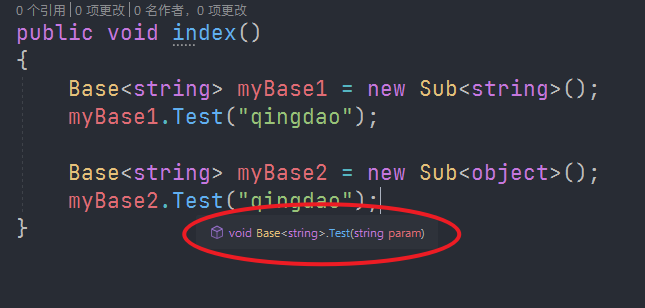 0 个引用 | 0 项更改 | 0 名作者，0 项更改
public void index()
{
Base<string> myBase1 = new Sub<string>();
myBase1.Test("qingdao");
Base<string> myBase2 = new Sub<object>();
myBase2.Test("qingdao");
void Base<string>.Test(string param)
}